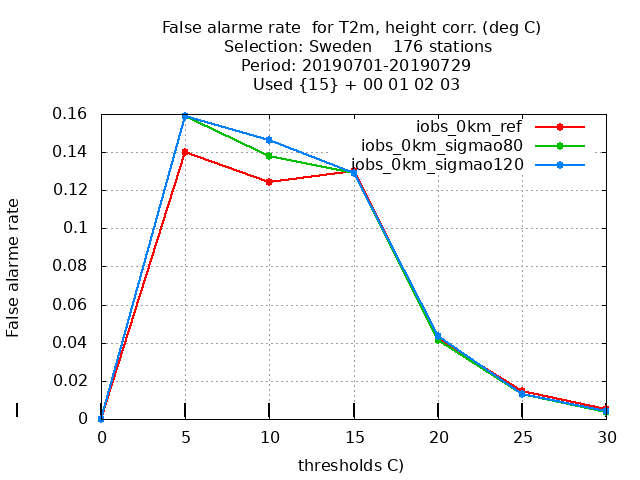 False alarme rate  for T2m, height corr. (deg C)
Selection: Sweden    176 stations
Period: 20190701-20190729
Used {15} + 00 01 02 03
iobs_0km_ref
iobs_0km_sigmao80
iobs_0km_sigmao120
False alarme rate
0.16
0.14
0.12
0.1
0.08
0.06
0.04
0.02
0
0 5 10 15 20 25 30
thresholds C)